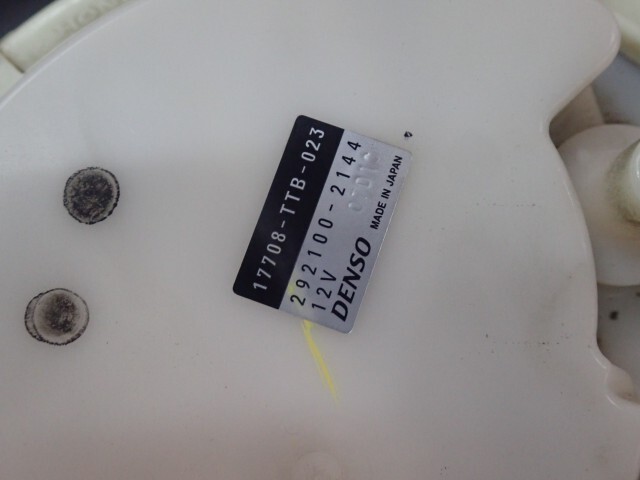 17708-TTB-023
292100-2144
12V
DENSO MADE IN JAPAN